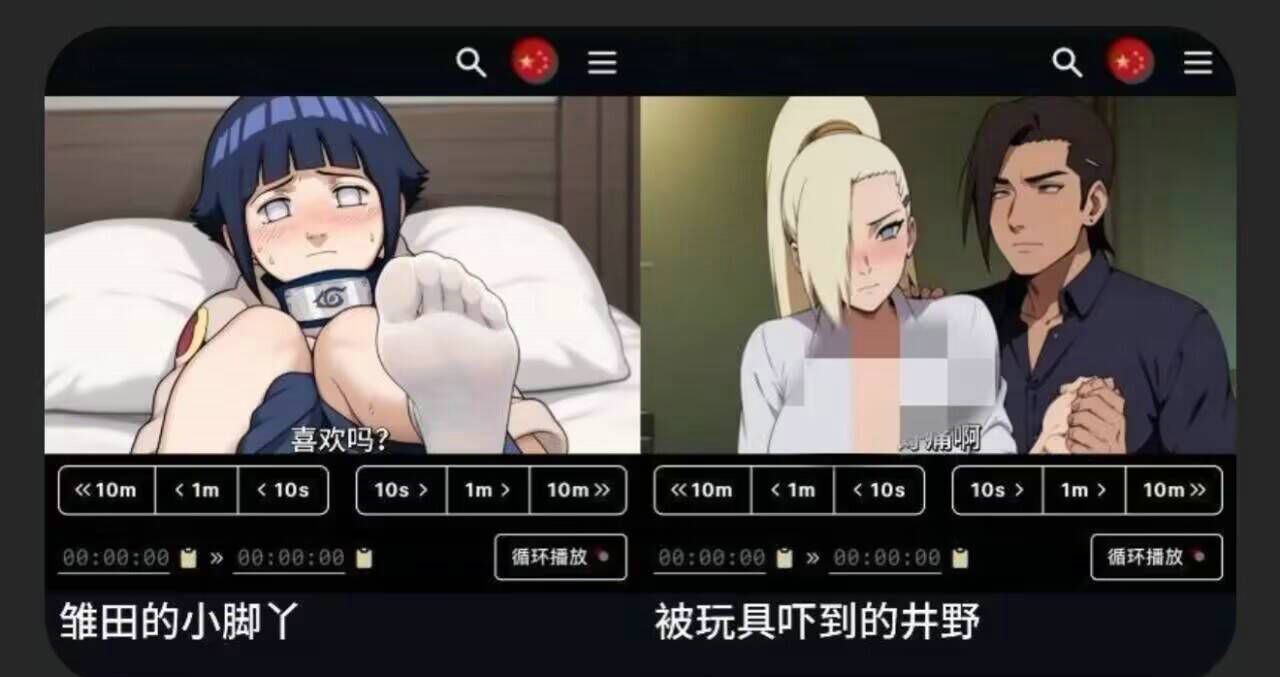 喜欢吗?
«10m <1m <10s 10s> 1m> 10m»
00:00:00 » 00:00:00 循环播放
雏田的小脚丫
啊
«10m <1m <10s 10s> 1m> 10m»
00:00:00 » 00:00:00 循环播放
被玩具吓到的井野